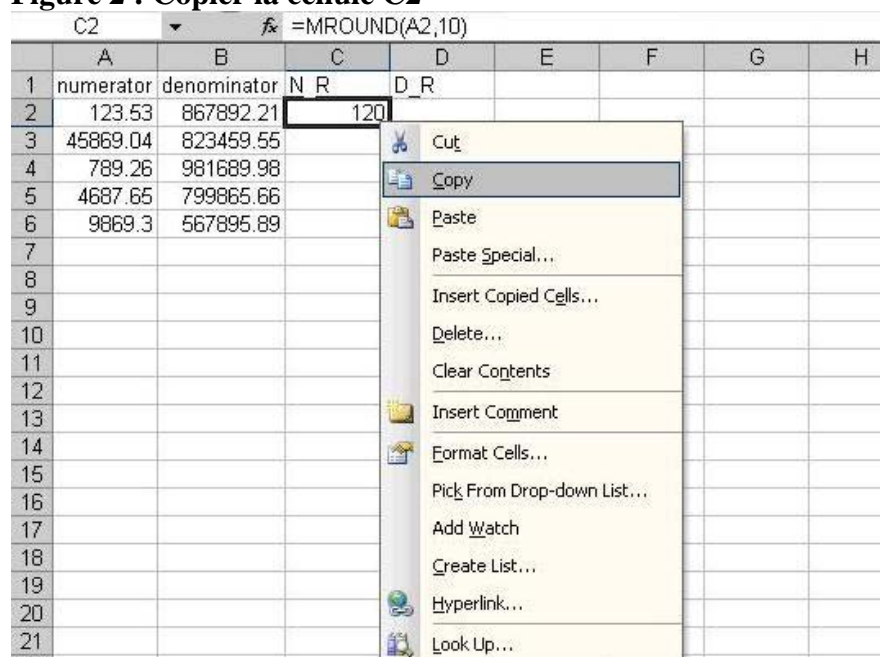 Figure 2 : Copier la cellule C2
C2 fx =MROUND(A2,10)
A B C D E F G H
1 numerator denominator N_R D_R
2 123.53 867892.21 120
3 45869.04 823459.55
4 789.26 981689.98
5 4687.65 799865.66
6 9869.3 567895.89
7
8
9
10
11
12
13
14
15
16
17
18
19
20
21
Cut
Copy
Paste
Paste Special...
Insert Copied Cells...
Delete...
Clear Contents
Insert Comment
Format Cells...
Pick From Drop-down List...
Add Watch
Create List...
Hyperlink...
Look Up...